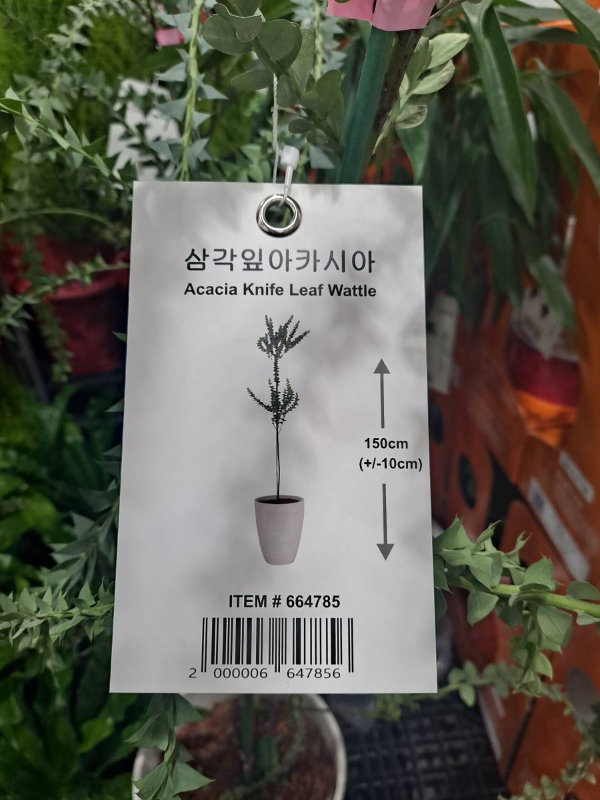 삼각잎아카시아
Acacia Knife Leaf Wattle
150cm
(+/-10cm)
ITEM # 664785
2 000006 647856